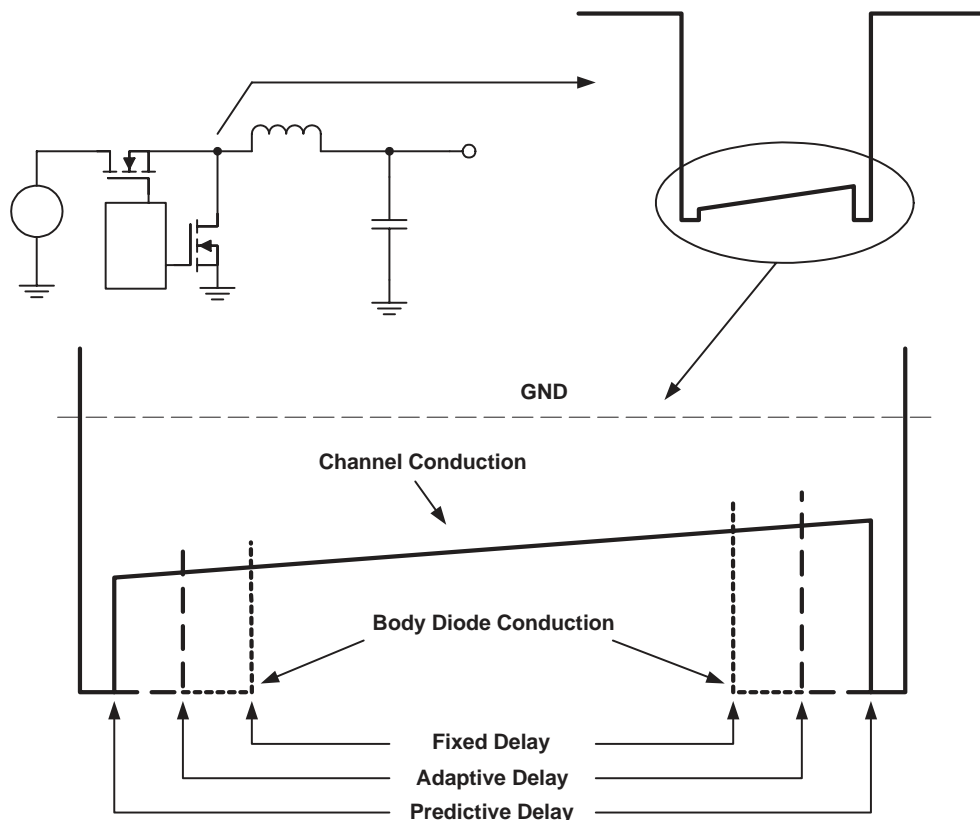 GND
Channel Conduction
Body Diode Conduction
Fixed Delay
Adaptive Delay
Predictive Delay